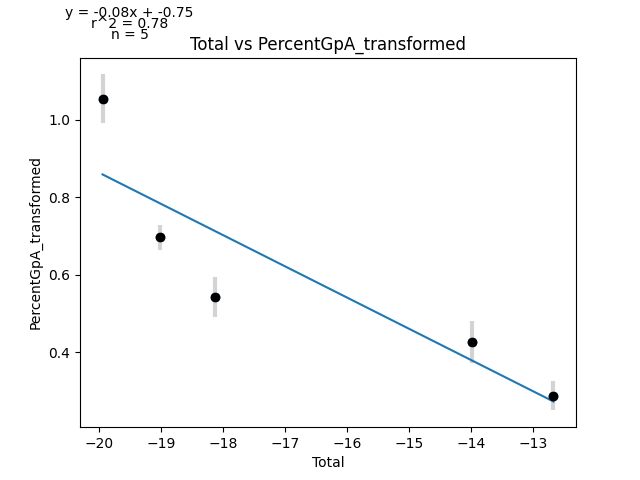 y = -0.08x + -0.75
r^2 = 0.78
n = 5
Total vs PercentGpA_transformed
PercentGpA_transformed
1.0
0.8
0.6
0.4
−20 −19 −18 −17 −16 −15 −14 −13
Total